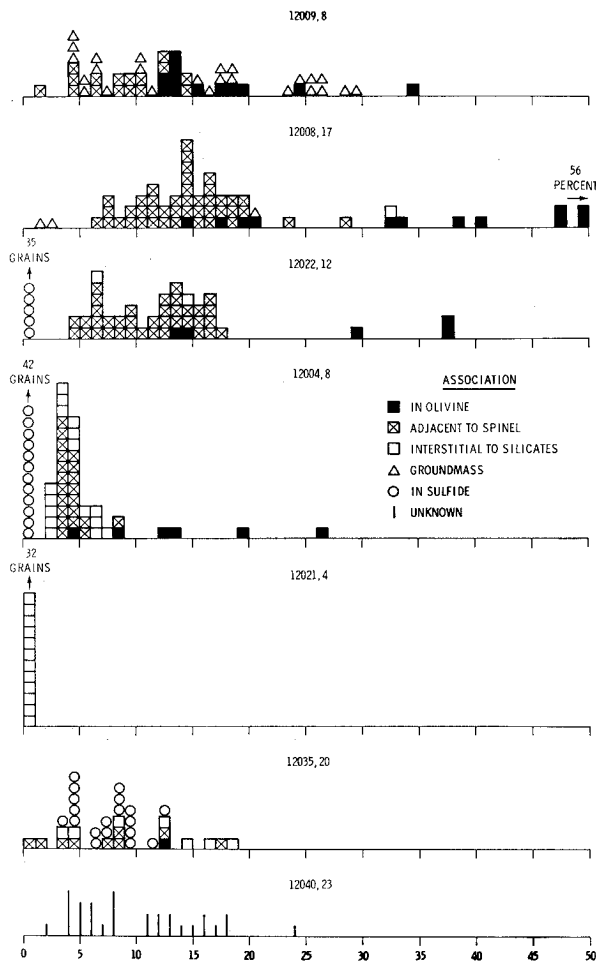 12009,8
12008,17
56
PERCENT
35
GRAINS
12022,12
42
GRAINS
12004,8
ASSOCIATION
IN OLIVINE
ADJACENT TO SPINEL
INTERSTITIAL TO SILICATES
GROUNDMASS
IN SULFIDE
UNKNOWN
32
GRAINS
12021,4
12035,20
12040,23
0 5 10 15 20 25 30 35 40 45 50